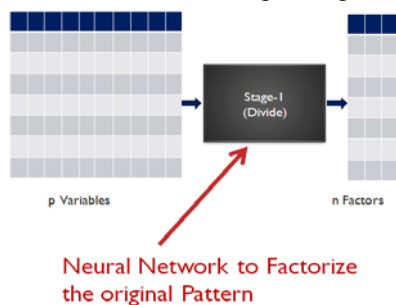 Stage-1
(Divide)
p Variables
n Factors
Neural Network to Factorize
the original Pattern